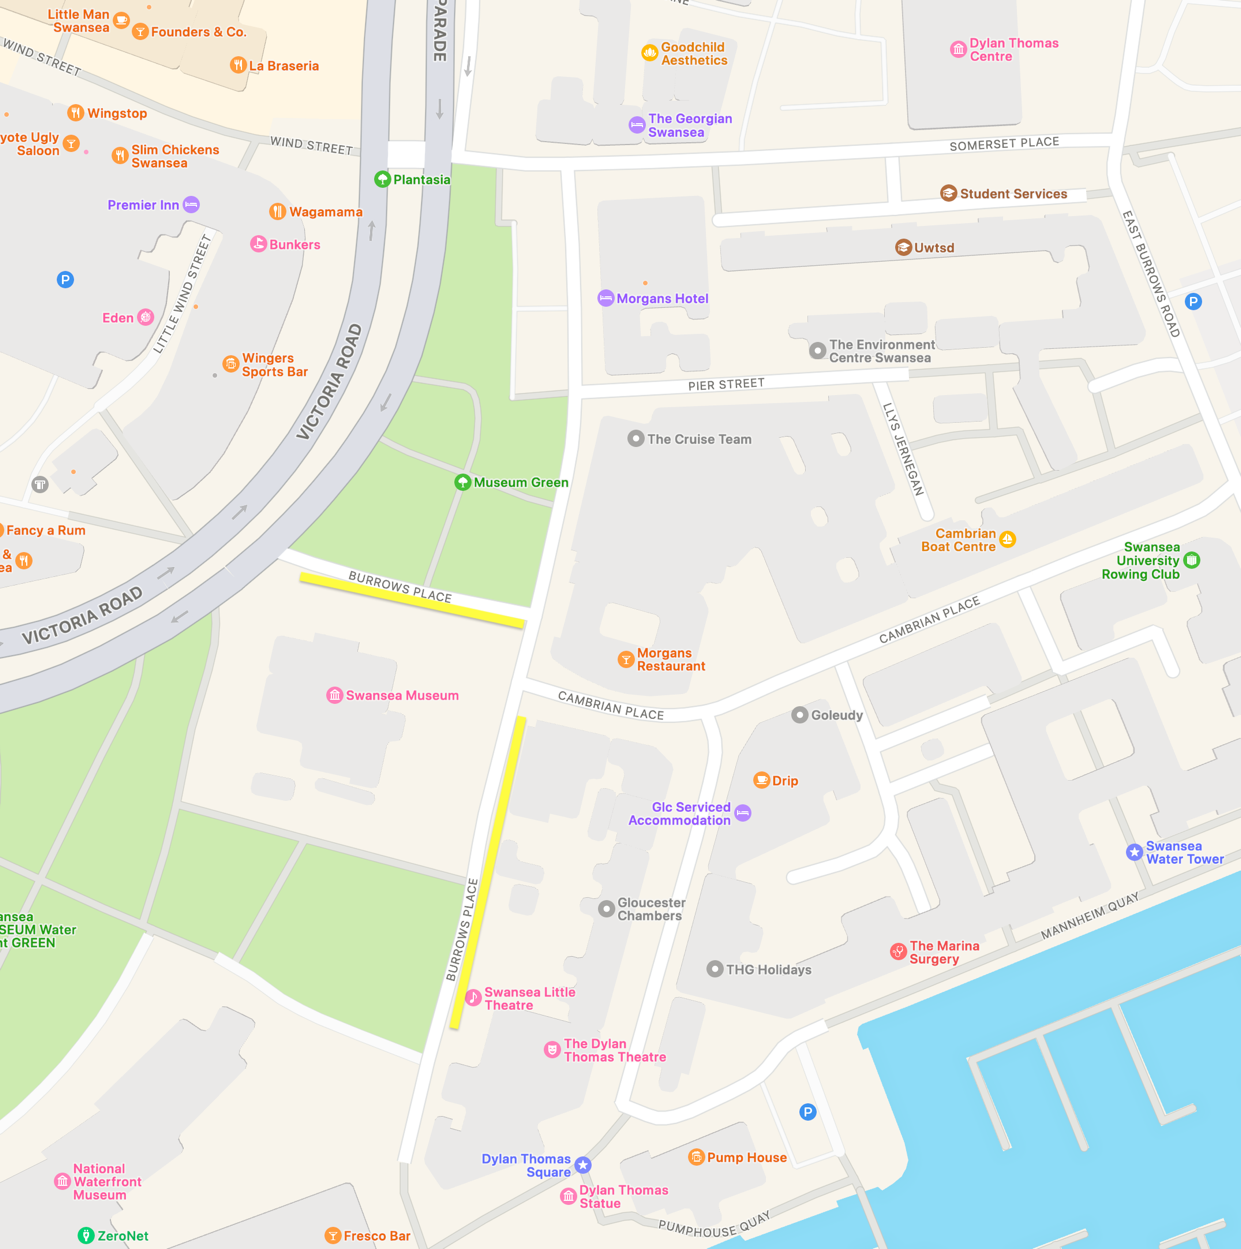 Little Man
Swansea
Founders & Co.
La Braseria
WIND STREET
PARADE
Goodchild
Aesthetics
Dylan Thomas
Centre
Wingstop
yote Ugly
Saloon
Slim Chickens
Swansea
WIND STREET
The Georgian
Swansea
SOMERSET PLACE
Plantasia
Premier Inn
Wagamama
Bunkers
Student Services
Uwtsd
EAST BURROWS ROAD
P
Eden
LITTLE WIND STREET
Morgans Hotel
P
Wingers
Sports Bar
VICTORIA ROAD
The Environment
Centre Swansea
PIER STREET
LLYS JERNEGAN
The Cruise Team
Museum Green
Fancy a Rum
&
ea
Cambrian
Boat Centre
Swansea
University
Rowing Club
BURROWS PLACE
VICTORIA ROAD
CAMBRIAN PLACE
Morgans
Restaurant
Swansea Museum
CAMBRIAN PLACE
Goleudy
Drip
Glc Serviced
Accommodation
Swansea
Water Tower
BURROWS PLACE
Gloucester
Chambers
ansea
SEUM Water
nt GREEN
MANNHEIM QUAY
The Marina
Surgery
THG Holidays
Swansea Little
Theatre
The Dylan
Thomas Theatre
P
National
Waterfront
Museum
Dylan Thomas
Square
Pump House
Dylan Thomas
Statue
PUMPHOUSE QUAY
ZeroNet
Fresco Bar